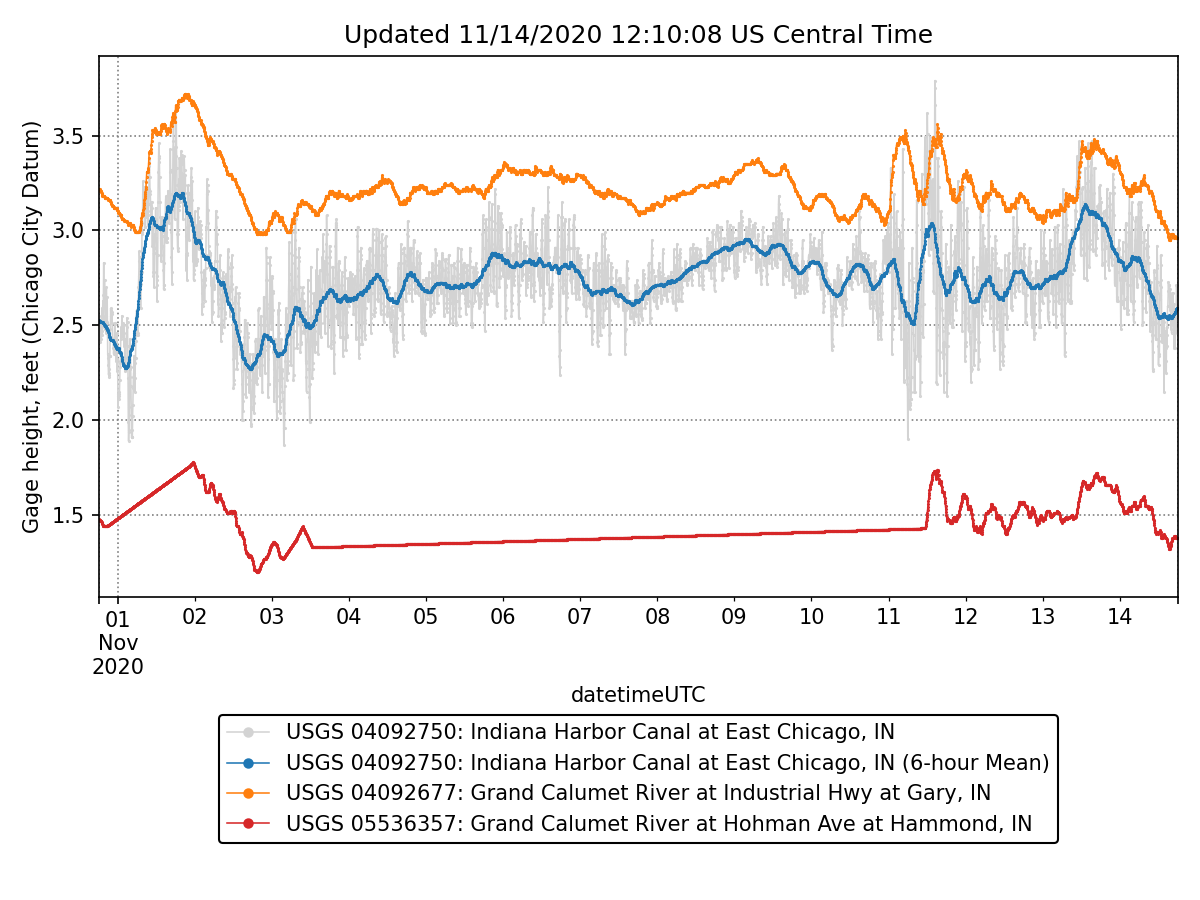 Updated 11/14/2020 12:10:08 US Central Time
Gage height, feet (Chicago City Datum)
3.5
3.0
2.5
2.0
1.5
01 02 03 04 05 06 07 08 09 10 11 12 13 14
Nov
2020
datetimeUTC
USGS 04092750: Indiana Harbor Canal at East Chicago, IN
USGS 04092750: Indiana Harbor Canal at East Chicago, IN (6-hour Mean)
USGS 04092677: Grand Calumet River at Industrial Hwy at Gary, IN
USGS 05536357: Grand Calumet River at Hohman Ave at Hammond, IN